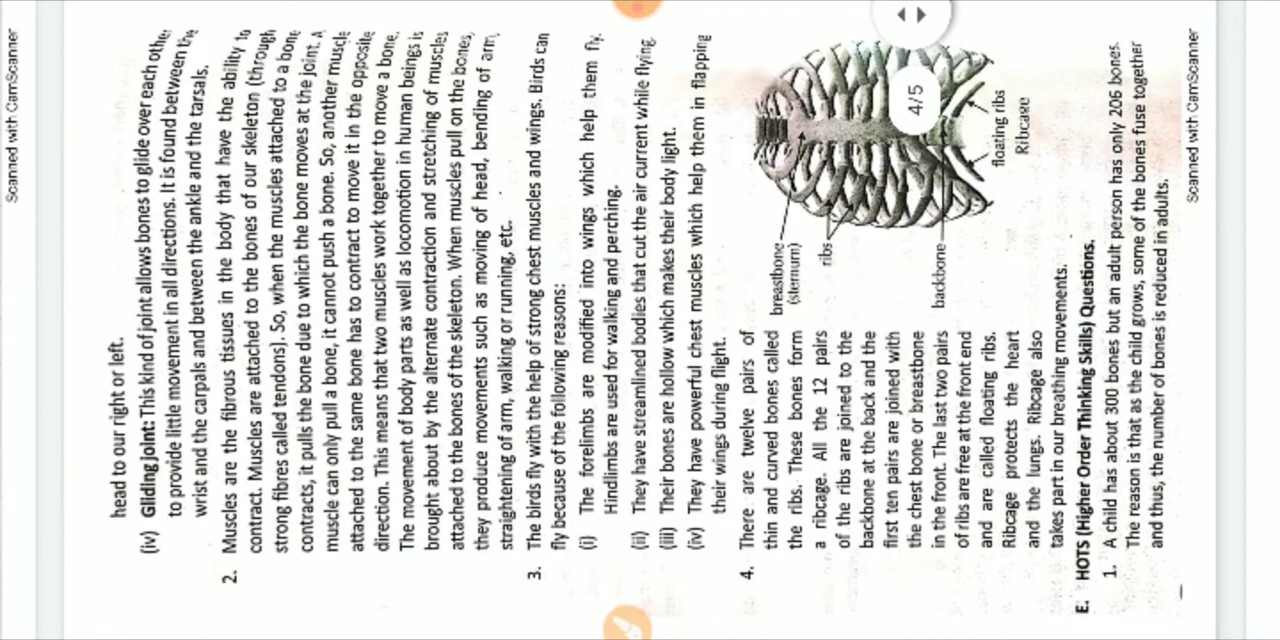 Scanned with CamScanner
head to our right or left.
(iv) Gliding joint: This kind of joint allows bones to glide over each other
to provide little movement in all directions. It is found between the
wrist and the carpals and between the ankle and the tarsals.
2. Muscles are the fibrous tissues in the body that have the ability to
contract. Muscles are attached to the bones of our skeleton (through
strong fibres called tendons). So, when the muscles attached to a bone
contracts, it pulls the bone due to which the bone moves at the joint. A
muscle can only pull a bone, it cannot push a bone. So, another muscle
attached to the same bone has to contract to move it in the opposite
direction. This means that two muscles work together to move a bone.
The movement of body parts as well as locomotion in human beings is
brought about by the alternate contraction and stretching of muscles
attached to the bones of the skeleton. When muscles pull on the bones,
they produce movements such as moving of head, bending of arm,
straightening of arm, walking or running, etc.
3. The birds fly with the help of strong chest muscles and wings. Birds can
fly because of the following reasons:
(i) The forelimbs are modified into wings which help them fly.
Hindlimbs are used for walking and perching.
(ii) They have streamlined bodies that cut the air current while flying.
(iii) Their bones are hollow which makes their body light.
(iv) They have powerful chest muscles which help them in flapping
their wings during flight.
4. There are twelve pairs of
thin and curved bones called
the ribs. These bones form
a ribcage. All the 12 pairs
of the ribs are joined to the
backbone at the back and the
first ten pairs are joined with
the chest bone or breastbone
in the front. The last two pairs
of ribs are free at the front end
and are called floating ribs.
Ribcage protects the heart
and the lungs. Ribcage also
takes part in our breathing movements.
breastbone
(sternum)
ribs
backbone
floating ribs
Ribcage
4/5
E. HOTS (Higher Order Thinking Skills) Questions.
1. A child has about 300 bones but an adult person has only 206 bones.
The reason is that as the child grows, some of the bones fuse together
and thus, the number of bones is reduced in adults.
Scanned with CamScanner